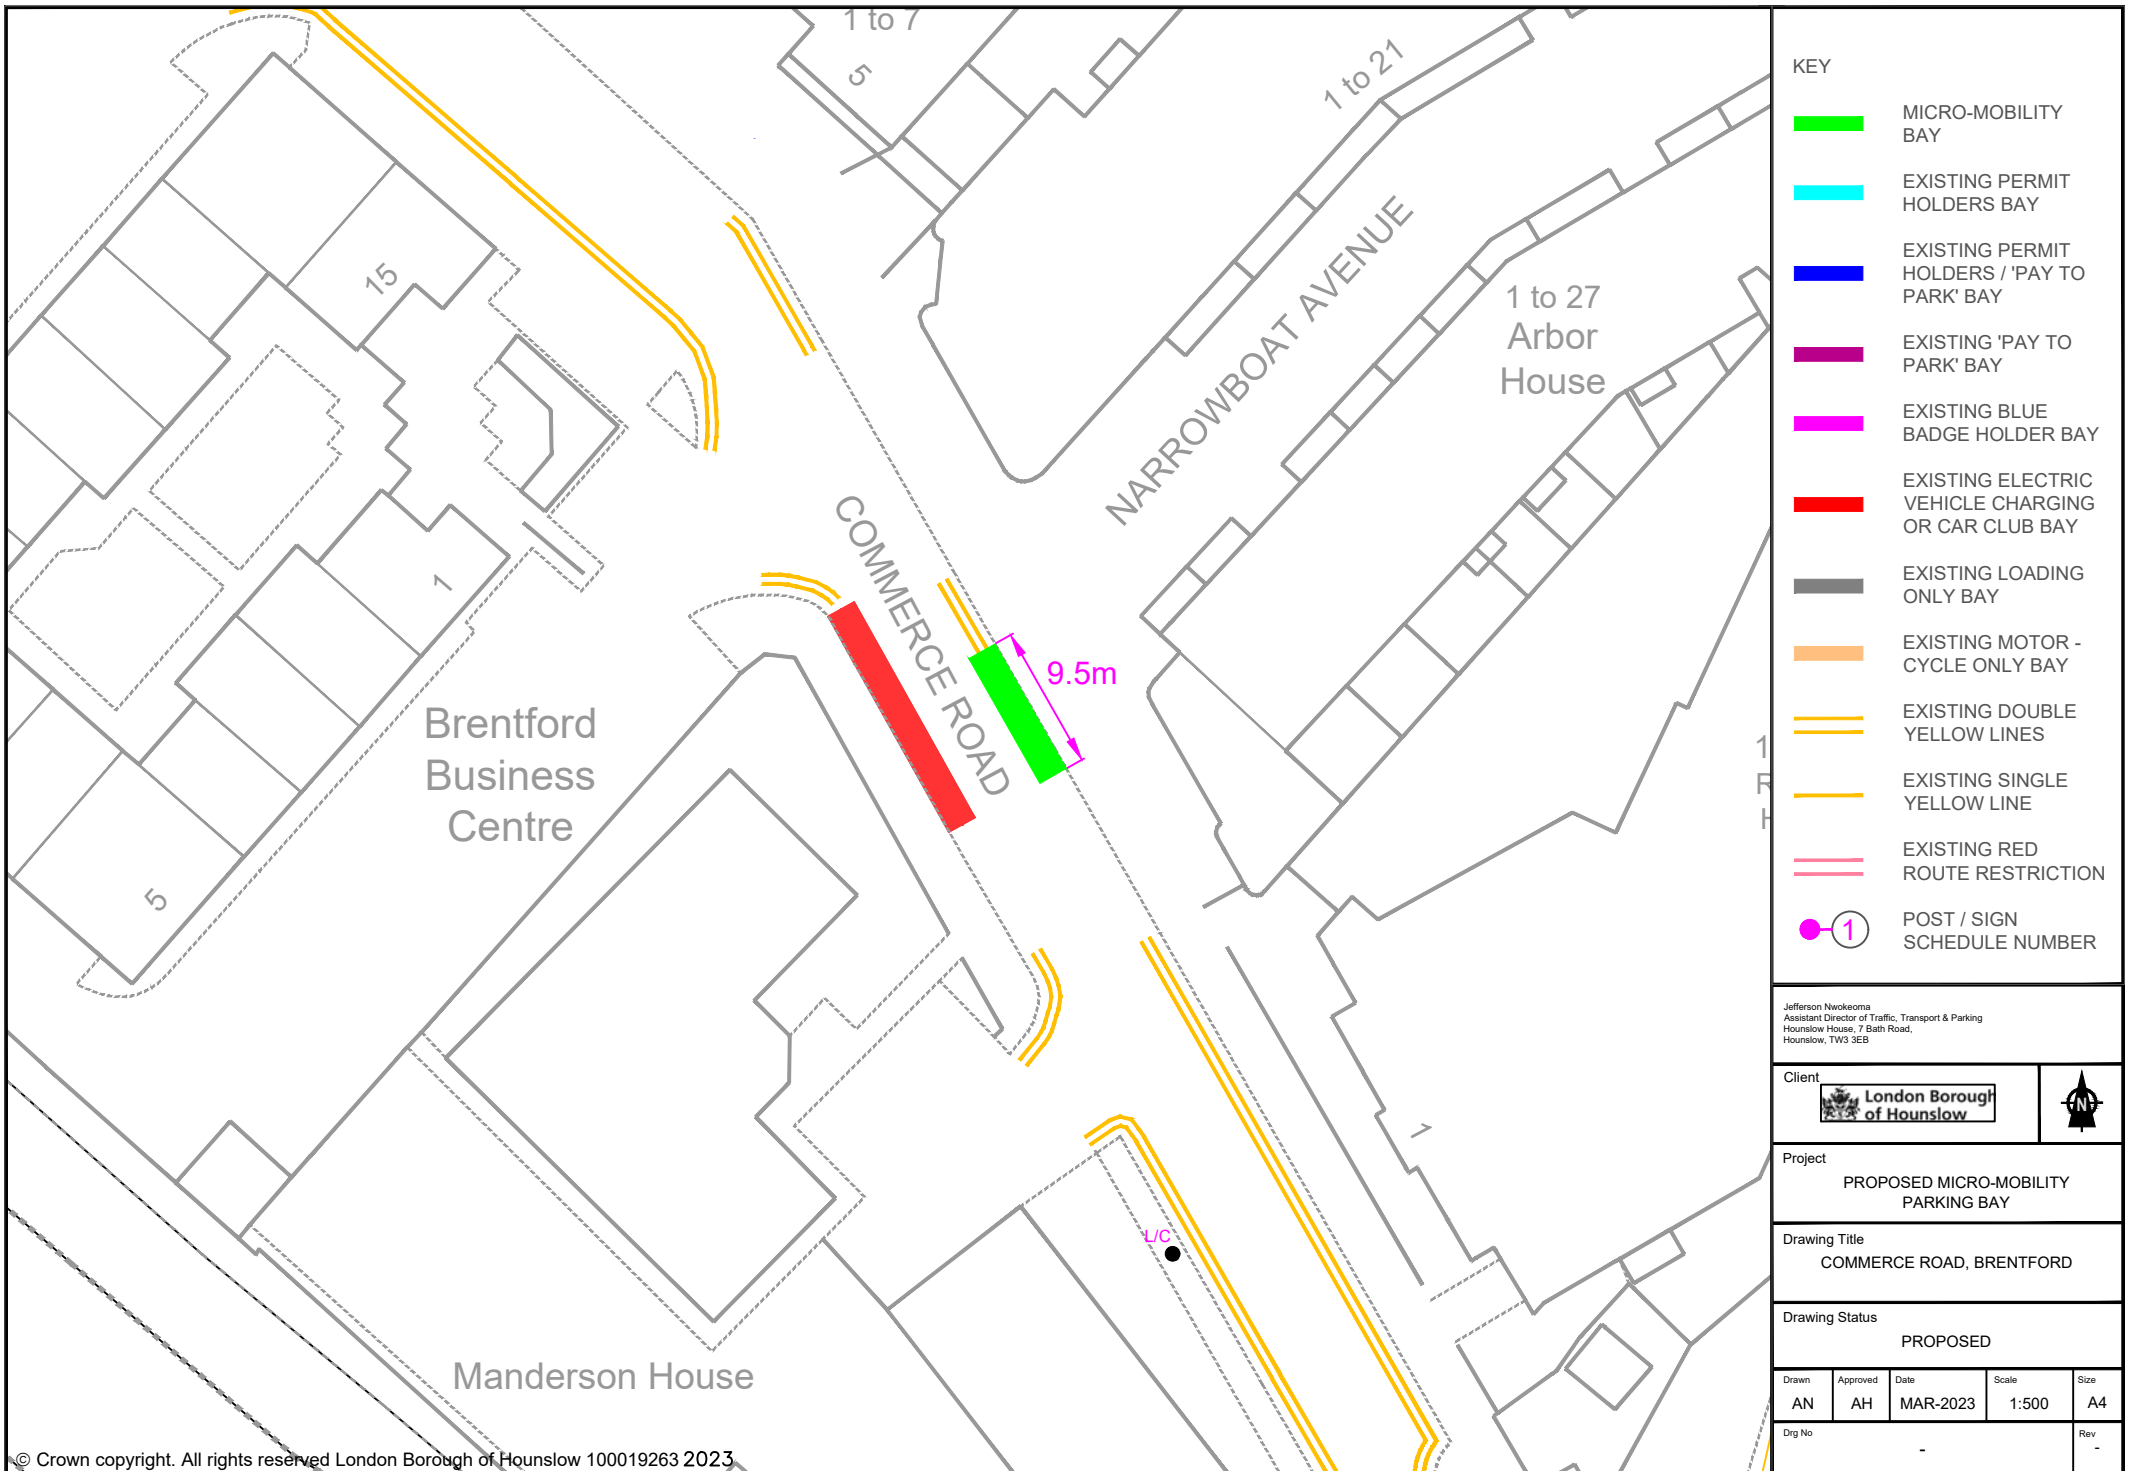 1 to 7
5
1 to 21
15
NARROWBOAT AVENUE
1 to 27
Arbor
House
COMMERCE ROAD
1
9.5m
Brentford
Business
Centre
5
1
R
H
1
L/C
Manderson House
© Crown copyright. All rights reserved London Borough of Hounslow 100019263 2023
KEY
MICRO-MOBILITY
BAY
EXISTING PERMIT
HOLDERS BAY
EXISTING PERMIT
HOLDERS / 'PAY TO
PARK' BAY
EXISTING 'PAY TO
PARK' BAY
EXISTING BLUE
BADGE HOLDER BAY
EXISTING ELECTRIC
VEHICLE CHARGING
OR CAR CLUB BAY
EXISTING LOADING
ONLY BAY
EXISTING MOTOR -
CYCLE ONLY BAY
EXISTING DOUBLE
YELLOW LINES
EXISTING SINGLE
YELLOW LINE
EXISTING RED
ROUTE RESTRICTION
1
POST / SIGN
SCHEDULE NUMBER
Jefferson Nwokeoma
Assistant Director of Traffic, Transport & Parking
Hounslow House, 7 Bath Road,
Hounslow, TW3 3EB
Client
London Borough
of Hounslow
N
Project
PROPOSED MICRO-MOBILITY
PARKING BAY
Drawing Title
COMMERCE ROAD, BRENTFORD
Drawing Status
PROPOSED
Drawn Approved Date Scale Size
AN AH MAR-2023 1:500 A4
Drg No Rev
- -